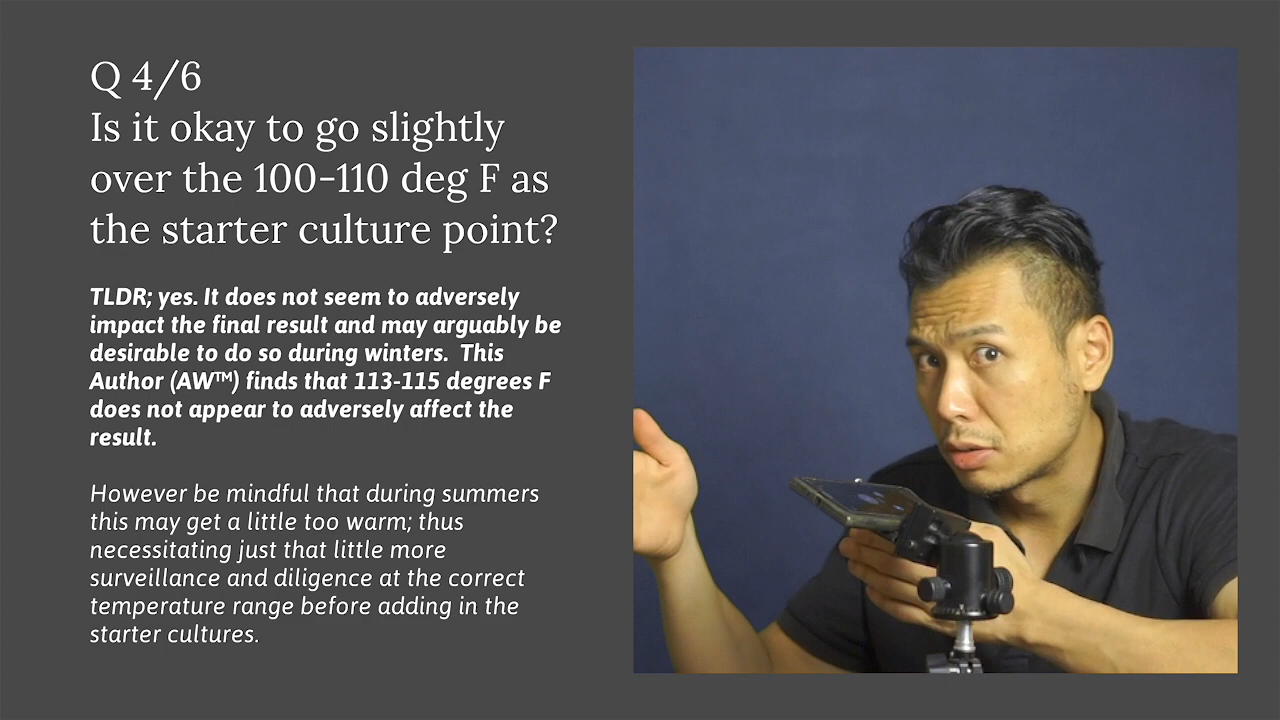 Q 4/6
Is it okay to go slightly
over the 100-110 deg F as
the starter culture point?
TLDR; yes. It does not seem to adversely
impact the final result and may arguably be
desirable to do so during winters.  This
Author (AW™) finds that 113-115 degrees F
does not appear to adversely affect the
result.
However be mindful that during summers
this may get a little too warm; thus
necessitating just that little more
surveillance and diligence at the correct
temperature range before adding in the
starter cultures.